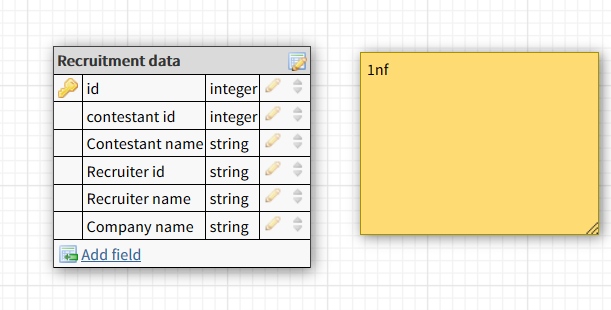 Recruitment data
id integer
contestant id integer
Contestant name string
Recruiter id string
Recruiter name string
Company name string
Add field
1nf